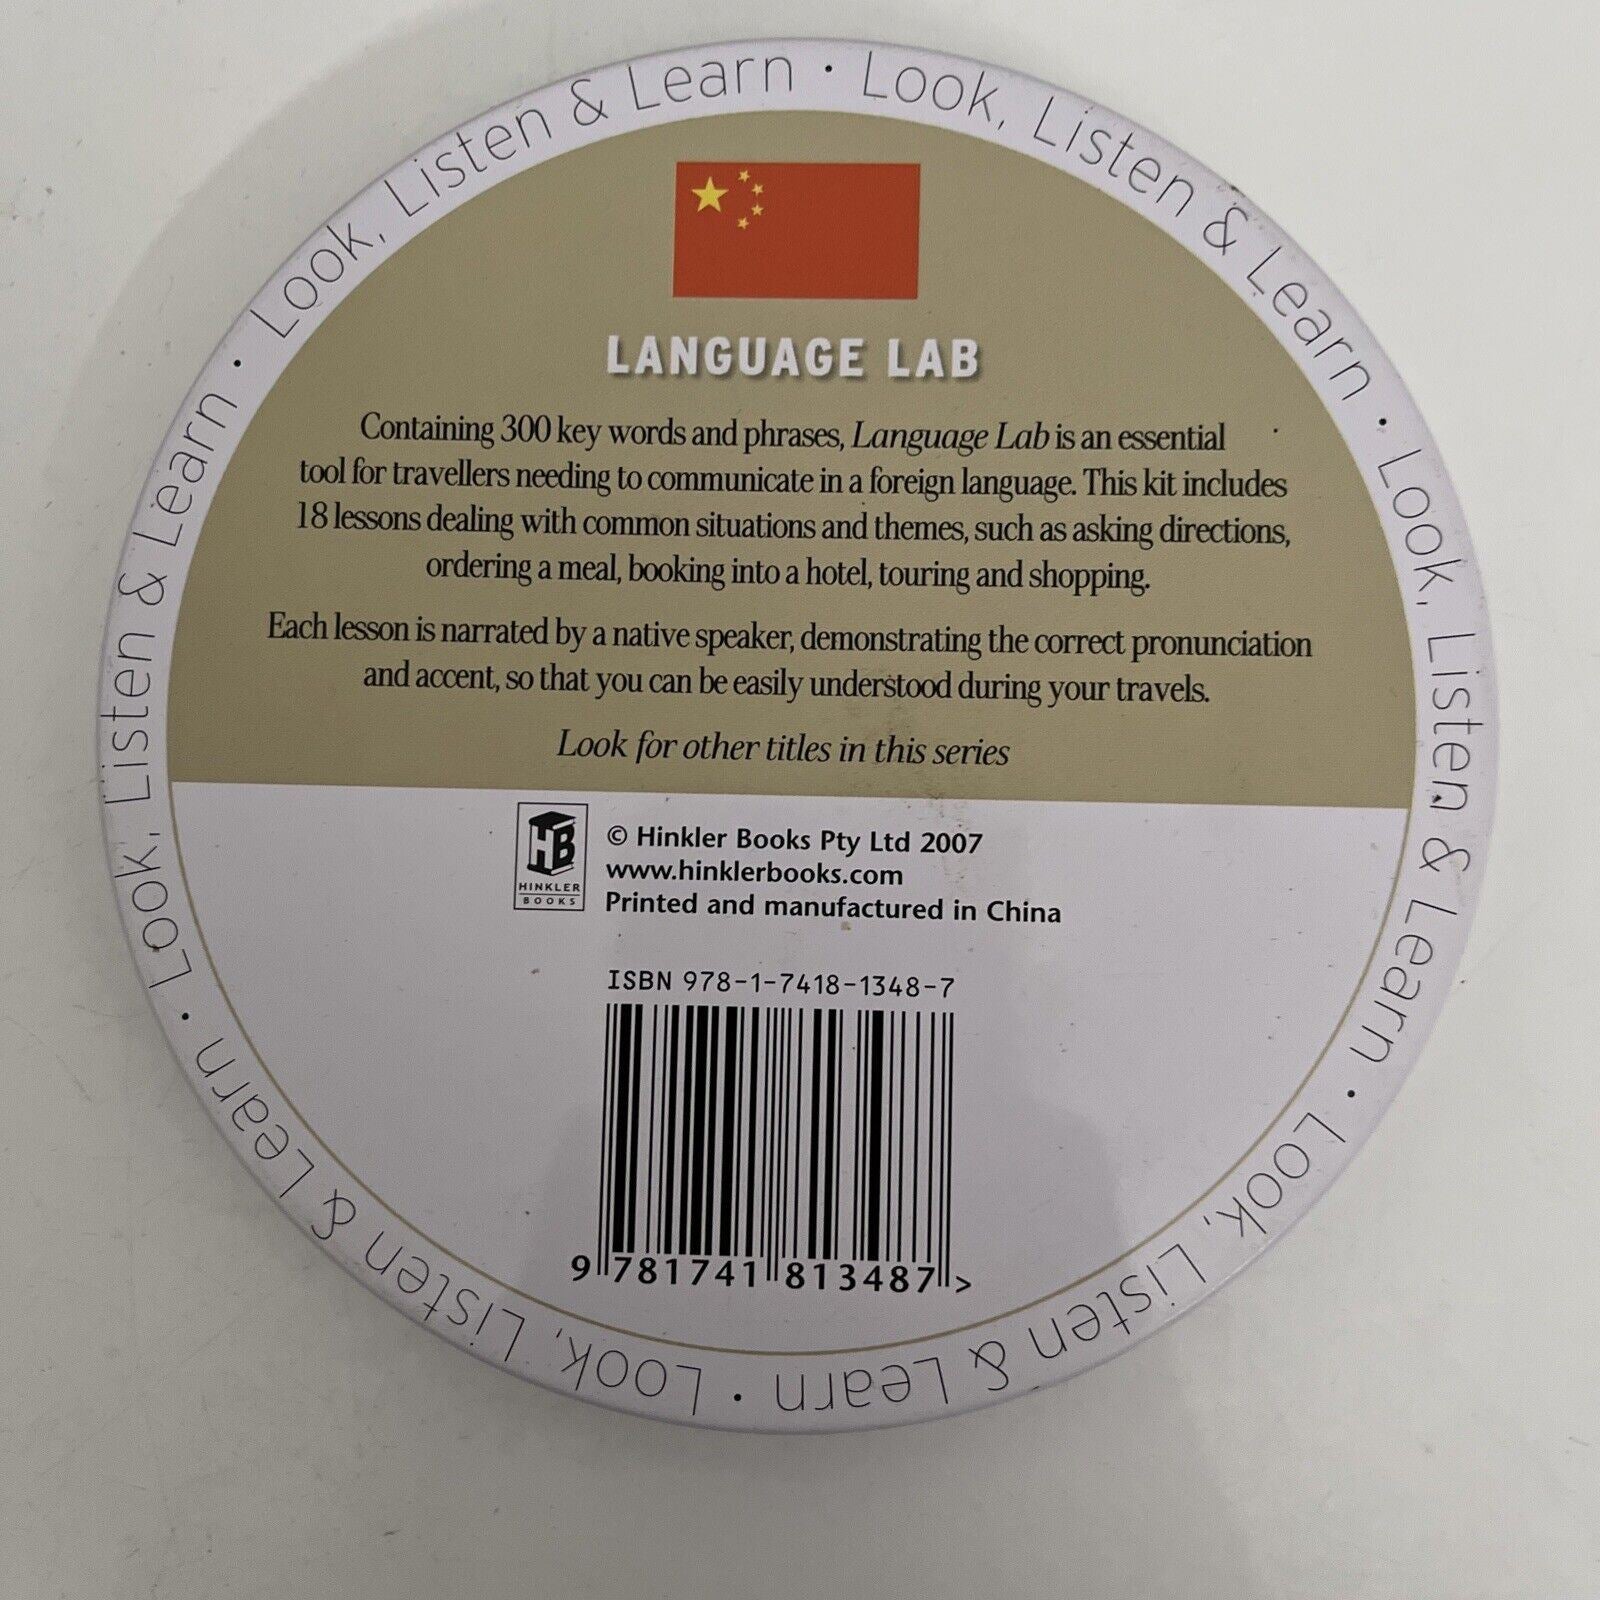 Look, Listen & Learn · Look, Listen & Learn · Look, Listen & Learn · Look, Listen & Learn · Look, Listen & Learn · Look, Listen & Learn ·
LANGUAGE LAB
Containing 300 key words and phrases, Language Lab is an essential
tool for travellers needing to communicate in a foreign language. This kit includes
18 lessons dealing with common situations and themes, such as asking directions,
ordering a meal, booking into a hotel, touring and shopping.
Each lesson is narrated by a native speaker, demonstrating the correct pronunciation
and accent, so that you can be easily understood during your travels.
Look for other titles in this series
HB
HINKLER
BOOKS
© Hinkler Books Pty Ltd 2007
www.hinklerbooks.com
Printed and manufactured in China
ISBN 978-1-7418-1348-7
9 781741 813487 >